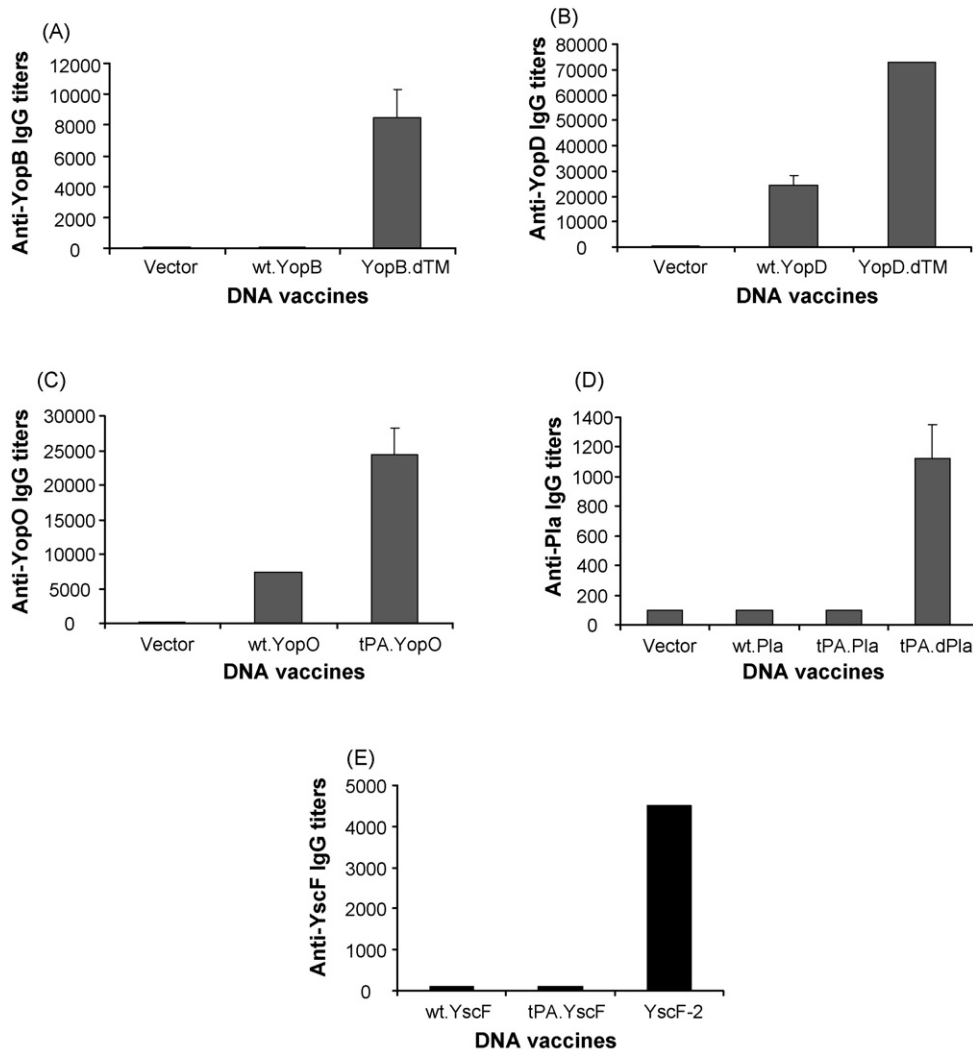 (A)
Anti-YopB IgG titers
12000
10000
8000
6000
4000
2000
0
Vector wt.YopB YopB.dTM
DNA vaccines
(B)
Anti-YopD IgG titers
80000
70000
60000
50000
40000
30000
20000
10000
0
Vector wt.YopD YopD.dTM
DNA vaccines
(C)
Anti-YopO IgG titers
30000
25000
20000
15000
10000
5000
0
Vector wt.YopO tPA.YopO
DNA vaccines
(D)
Anti-Pla IgG titers
1400
1200
1000
800
600
400
200
0
Vector wt.Pla tPA.Pla tPA.dPla
DNA vaccines
(E)
Anti-YscF IgG titers
5000
4000
3000
2000
1000
0
wt.YscF tPA.YscF YscF-2
DNA vaccines